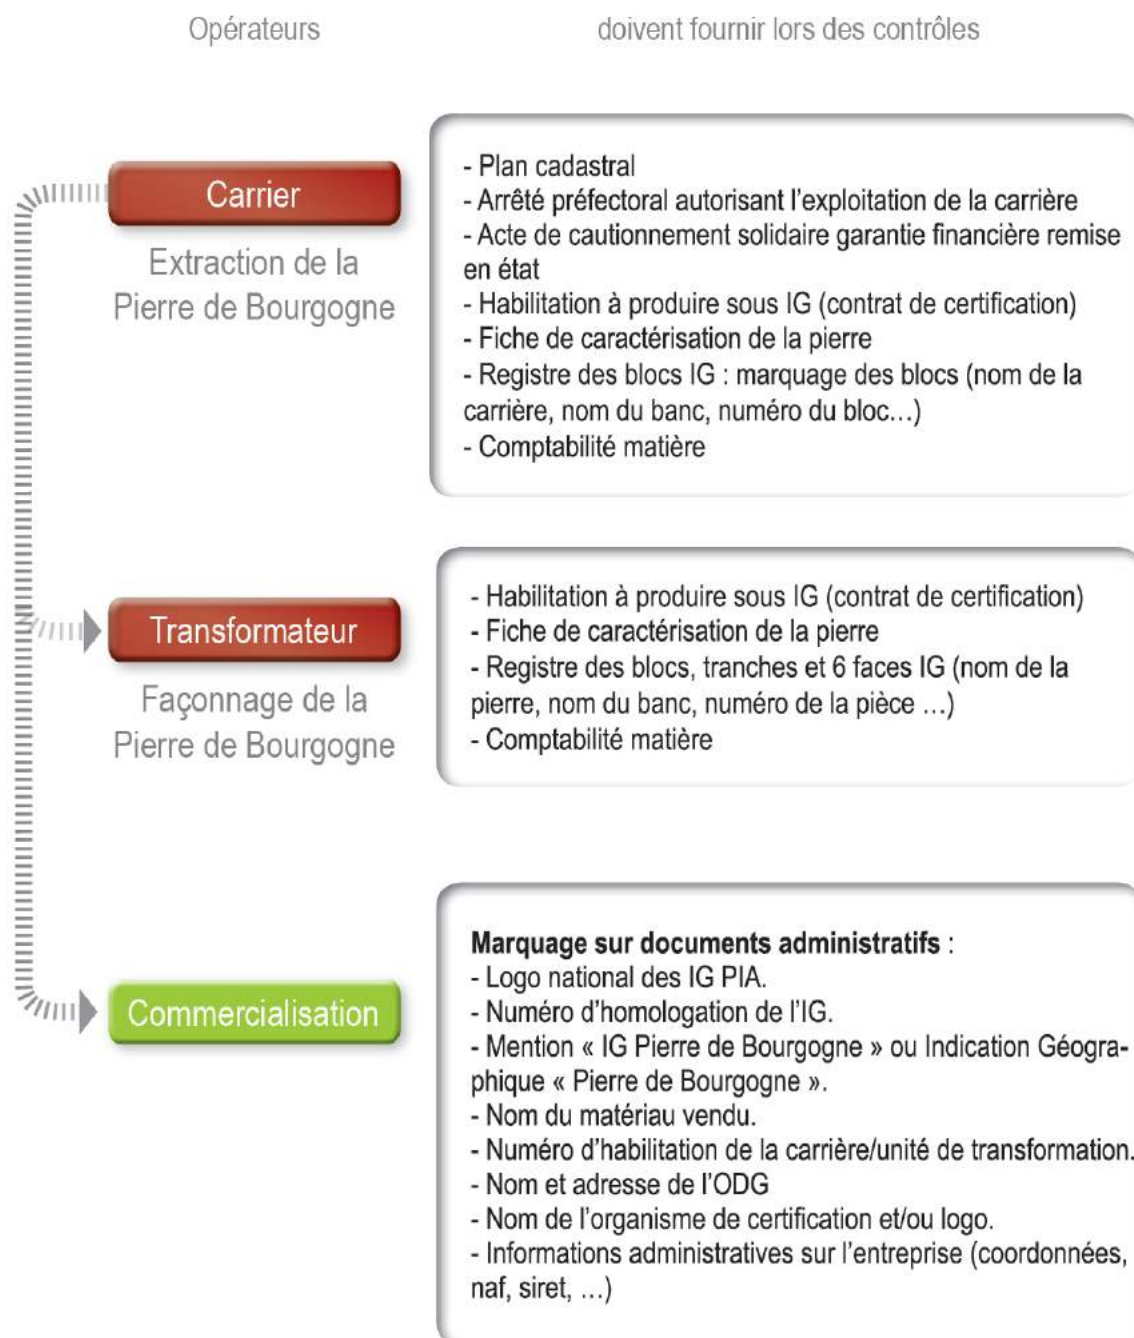 Opérateurs
doivent fournir lors des contrôles
Carrier
Extraction de la
Pierre de Bourgogne
- Plan cadastral
- Arrêté préfectoral autorisant l'exploitation de la carrière
- Acte de cautionnement solidaire garantie financière remise
en état
- Habilitation à produire sous IG (contrat de certification)
- Fiche de caractérisation de la pierre
- Registre des blocs IG : marquage des blocs (nom de la
carrière, nom du banc, numéro du bloc…)
- Comptabilité matière
Transformateur
Façonnage de la
Pierre de Bourgogne
- Habilitation à produire sous IG (contrat de certification)
- Fiche de caractérisation de la pierre
- Registre des blocs, tranches et 6 faces IG (nom de la
pierre, nom du banc, numéro de la pièce …)
- Comptabilité matière
Commercialisation
Marquage sur documents administratifs :
- Logo national des IG PIA.
- Numéro d'homologation de l'IG.
- Mention « IG Pierre de Bourgogne » ou Indication Géogra-
phique « Pierre de Bourgogne ».
- Nom du matériau vendu.
- Numéro d'habilitation de la carrière/unité de transformation.
- Nom et adresse de l'ODG
- Nom de l'organisme de certification et/ou logo.
- Informations administratives sur l'entreprise (coordonnées,
naf, siret, …)